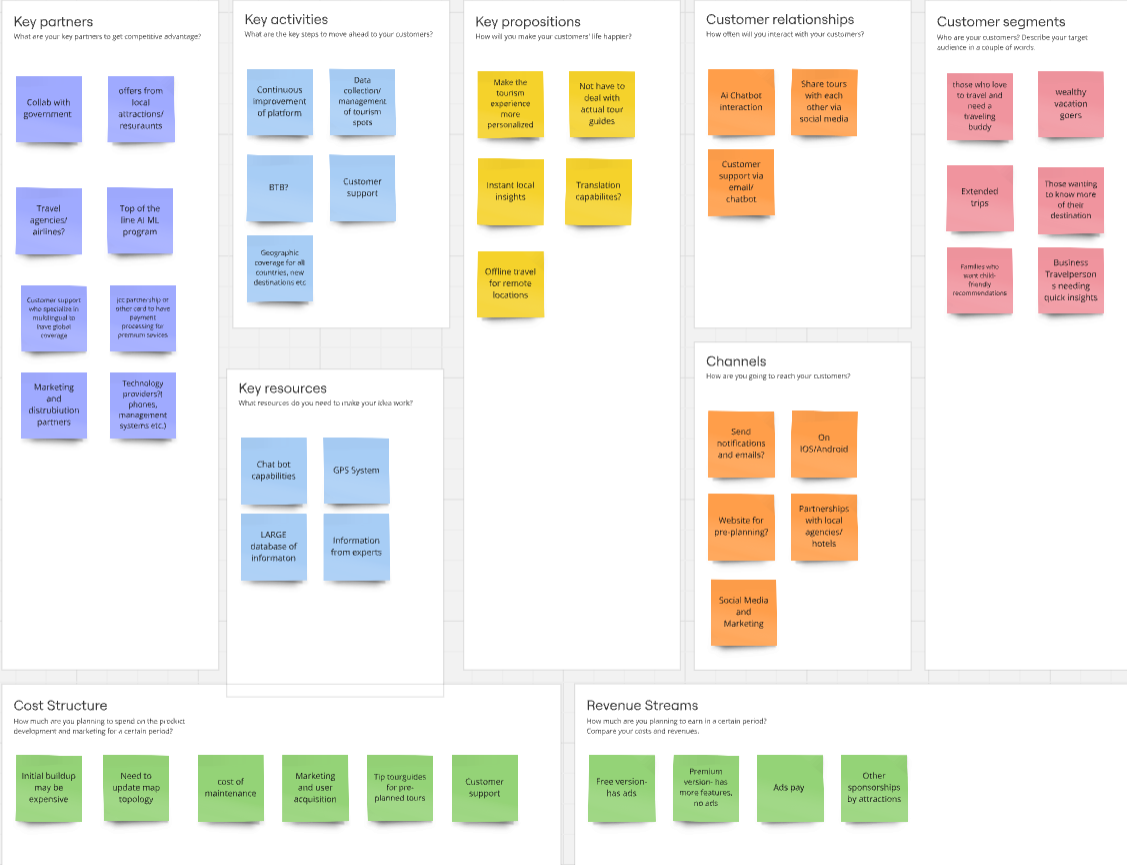 Key partners
What are your key partners to get competitive advantage?
Collab with
government
offers from
local
attractions/
resuraunts
Travel
agencies/
airlines?
Top of the
line AI ML
program
Customer support
who specialize in
multilingual to
have global
coverage
partnership or
other card to have
payment
processing for
premium sevices
Marketing
and
distrubiution
partners
Technology
providers?(
phones,
management
systems etc.)
Key activities
What are the key steps to move ahead to your customers?
Continuous
improvement
of platform
Data
collection/
management
of tourism
spots
BTB?
Customer
support
Geographic
coverage for all
countries, new
destinations etc
Key resources
What resources do you need to make your idea work?
Chat bot
capabilities
GPS System
LARGE
database of
informaton
Information
from experts
Key propositions
How will you make your customers' life happier?
Make the
tourism
experience
more
personalized
Not have to
deal with
actual tour
guides
Instant local
insights
Translation
capabilites?
Offline travel
for remote
locations
Customer relationships
How often will you interact with your customers?
Ai Chatbot
interaction
Share tours
with each
other via
social media
Customer
support via
email/
chatbot
Channels
How are you going to reach your customers?
Send
notifications
and emails?
On
IOS/Android
Website for
pre-planning?
Partnerships
with local
agencies/
hotels
Social Media
and
Marketing
Customer segments
Who are your customers? Describe your target
audience in a couple of words.
those who love
to travel and
need a
traveling
buddy
wealthy
vacation
goers
Extended
trips
Those wanting
to know more
of their
destination
Families who
want child-
friendly
recommendations
Business
Travelperson
s needing
quick insights
Cost Structure
How much are you planning to spend on the product
development and marketing for a certain period?
Initial buildup
may be
expensive
Need to
update map
topology
cost of
maintenance
Marketing
and user
acquisition
Tip tourguides
for pre-
planned tours
Customer
support
Revenue Streams
How much are you planning to earn in a certain period?
Compare your costs and revenues.
Free version-
has ads
Premium
version- has
more features,
no ads
Ads pay
Other
sponsorships
by attractions